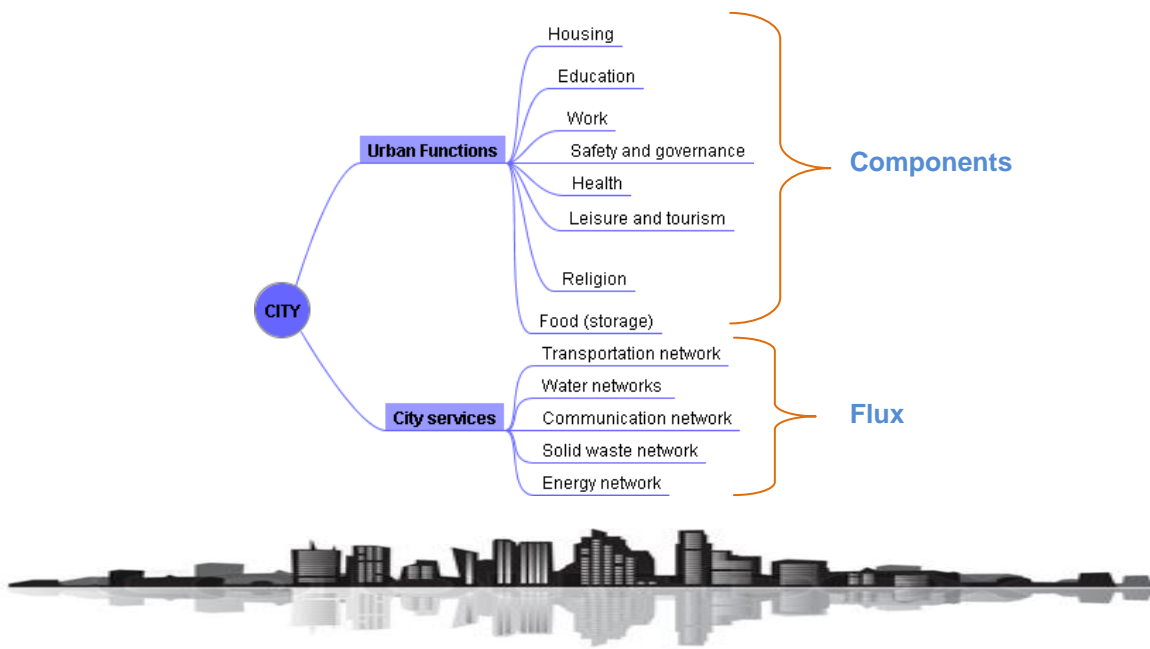 Housing
Education
Work
Urban Functions
Safety and governance
Components
Health
Leisure and tourism
Religion
CITY
Food (storage)
Transportation network
Water networks
City services
Communication network
Flux
Solid waste network
Energy network